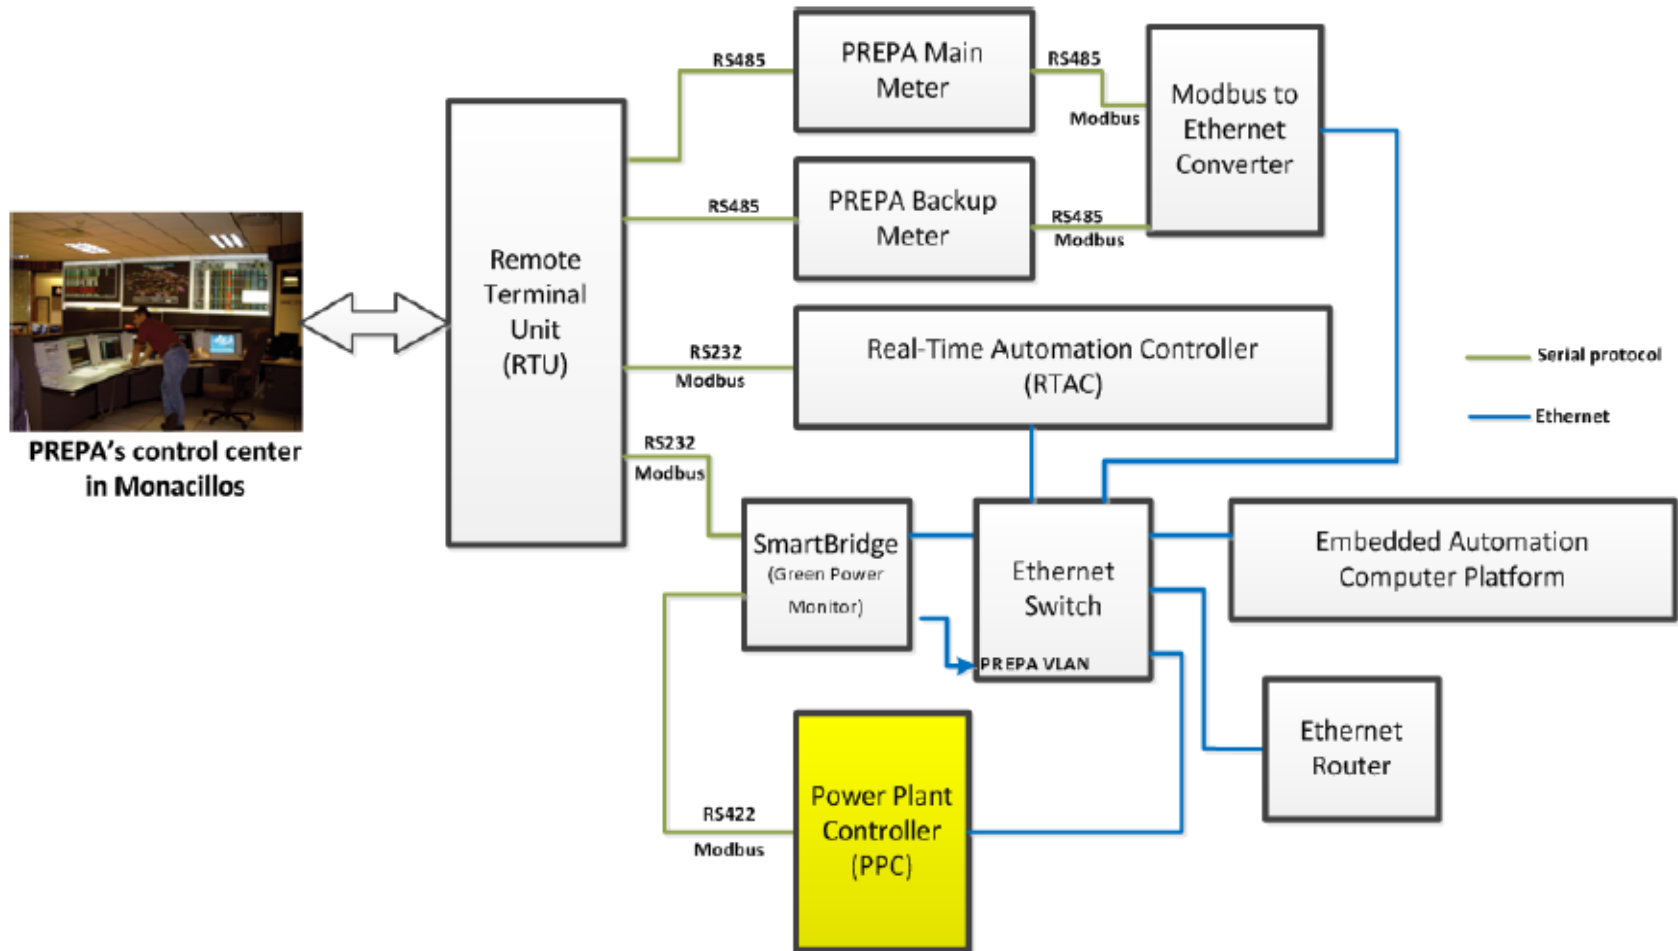 RS485
PREPA Main
Meter
RS485
Modbus
Modbus to
Ethernet
Converter
RS485
PREPA Backup
Meter
RS485
Modbus
Remote
Terminal
Unit
(RTU)
PREPA's control center
in Monacillos
RS232
Modbus
Real-Time Automation Controller
(RTAC)
Serial protocol
Ethernet
RS232
Modbus
SmartBridge
(Green Power
Monitor)
Ethernet
Switch
PREPA VLAN
Embedded Automation
Computer Platform
Ethernet
Router
RS422
Modbus
Power Plant
Controller
(PPC)